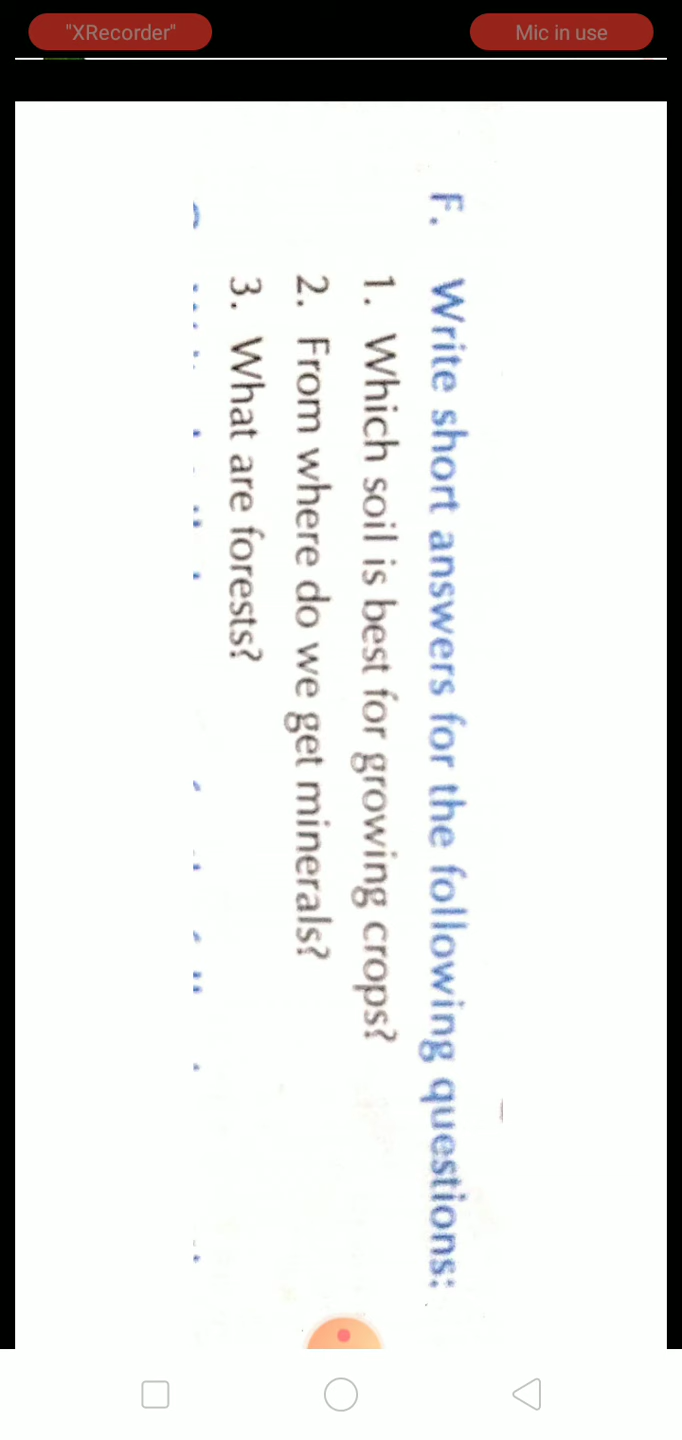 "XRecorder"
Mic in use
F. Write short answers for the following questions:
1. Which soil is best for growing crops?
2. From where do we get minerals?
3. What are forests?